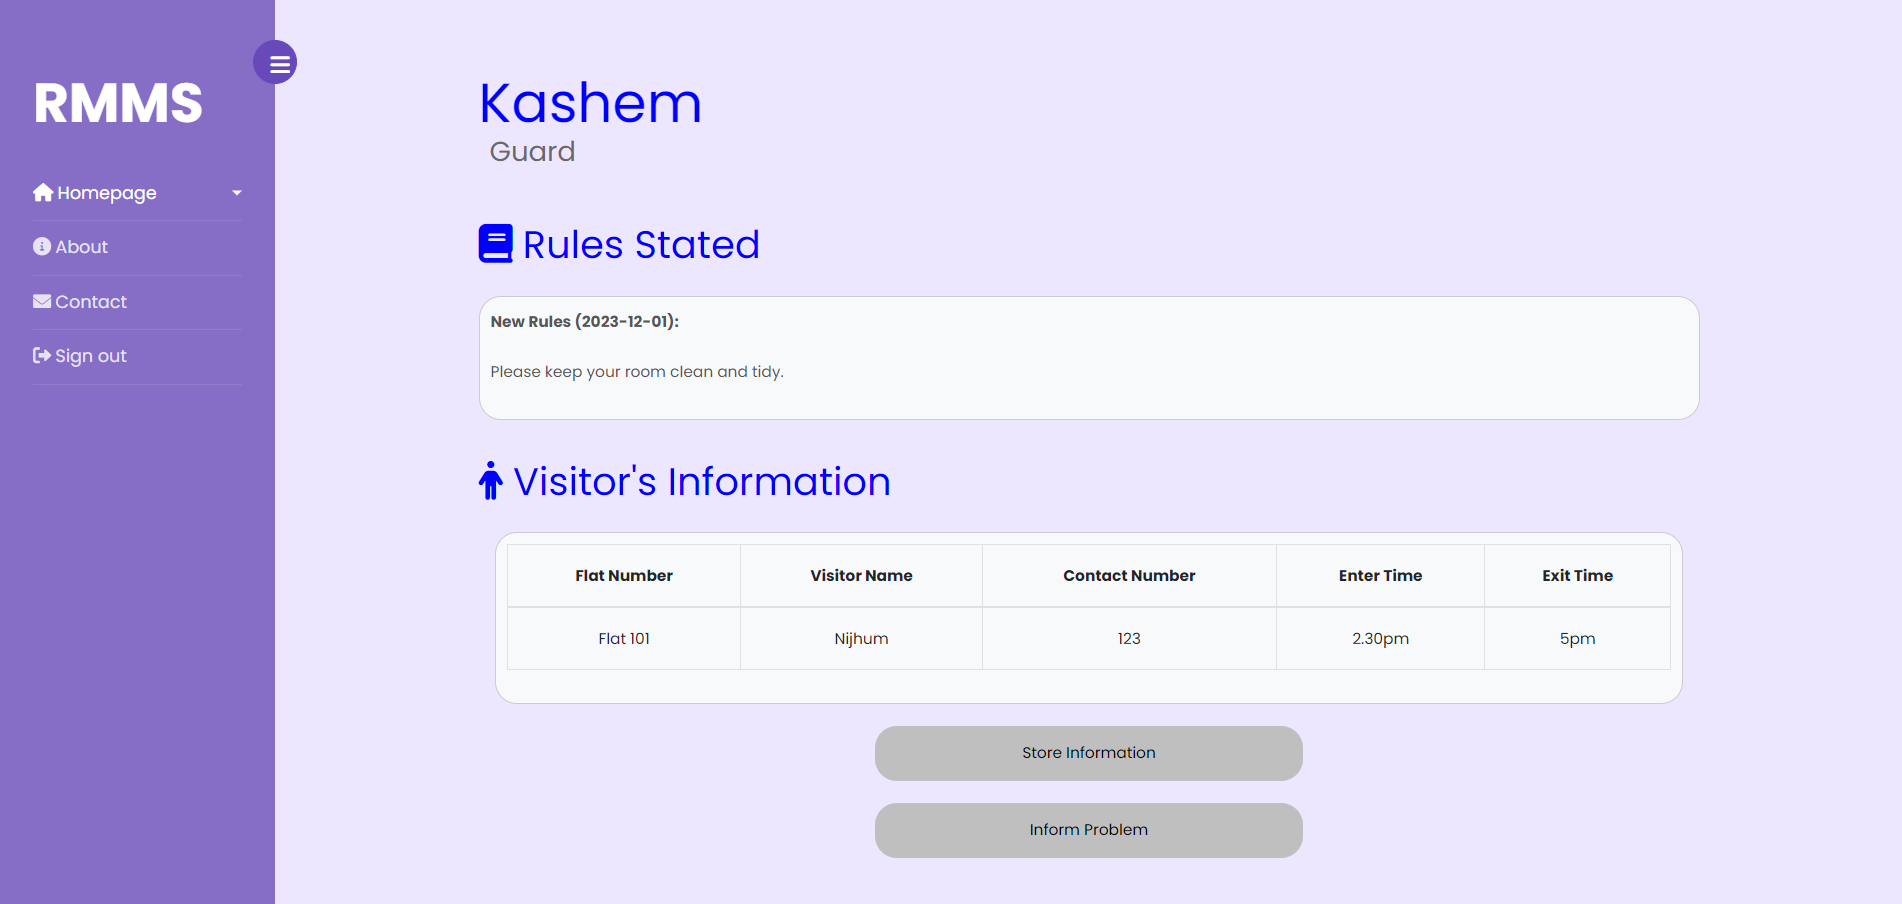 RMMS
Homepage
About
Contact
Sign out
Kashem
Guard
Rules Stated
New Rules (2023-12-01):
Please keep your room clean and tidy.
Visitor's Information
Flat Number Visitor Name Contact Number Enter Time Exit Time
Flat 101 Nijhum 123 2.30pm 5pm
Store Information
Inform Problem